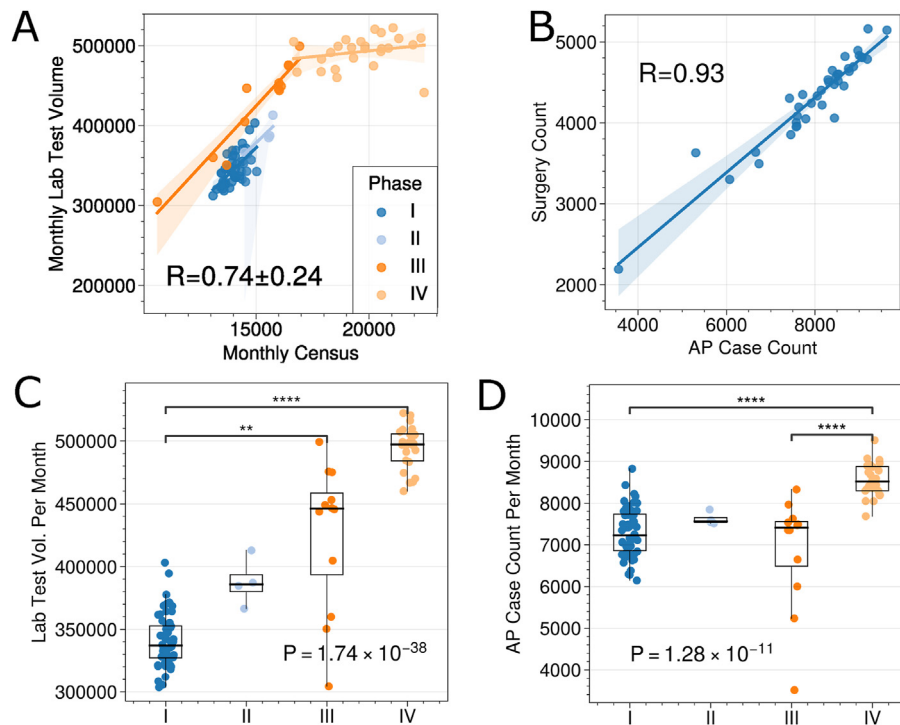 A
Monthly Lab Test Volume
500000
400000
300000
200000
15000
20000
Monthly Census
R=0.74±0.24
Phase
I
II
III
IV
B
Surgery Count
5000
4000
3000
2000
4000
6000
8000
AP Case Count
R=0.93
C
Lab Test Vol. Per Month
500000
450000
400000
350000
300000
****
**
P = 1.74 × 10⁻³⁸
I
II
III
IV
D
AP Case Count Per Month
10000
9000
8000
7000
6000
5000
4000
****
****
P = 1.28 × 10⁻¹¹
I
II
III
IV